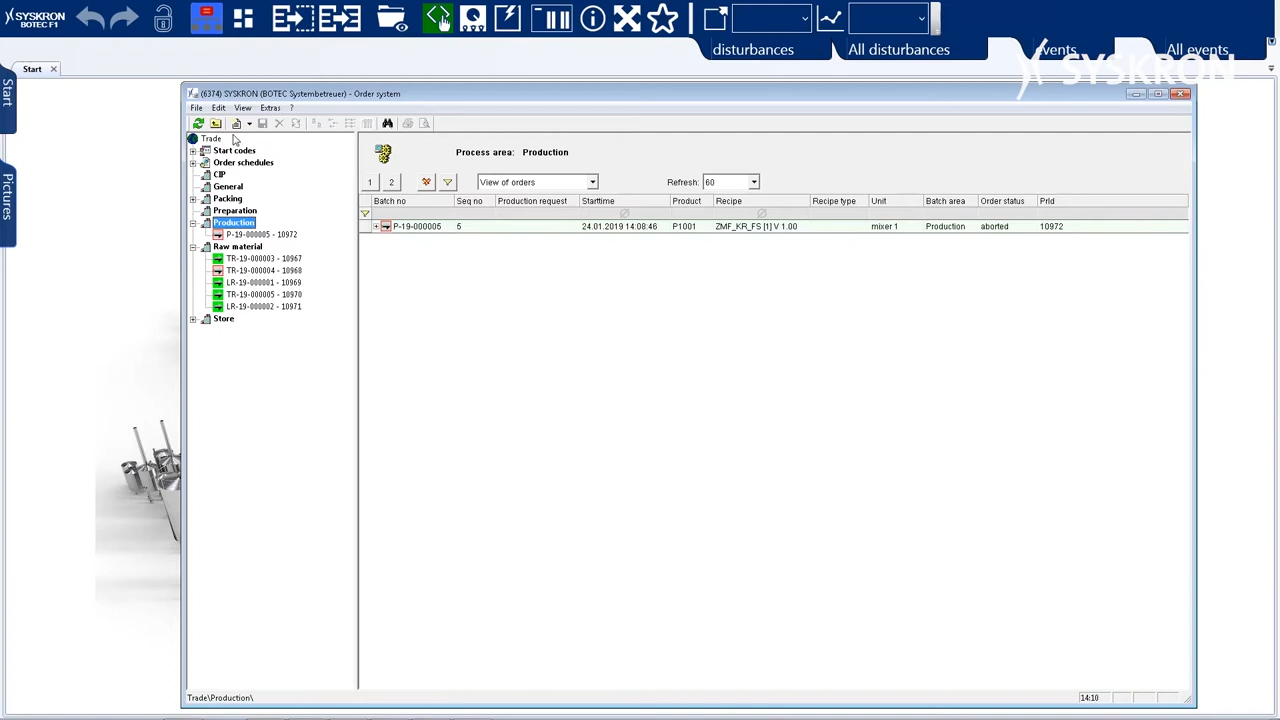 SYSKRON
BOTEC F1
disturbances
All disturbances
events
All events
SYSKRON
Start
Start
Pictures
(6374) SYSKRON (BOTEC Systembetreuer) - Order system
File Edit View Extras ?
Trade
Start codes
Order schedules
CIP
General
Packing
Preparation
Production
P-19-000005 - 10972
Raw material
TR-19-000003 - 10967
TR-19-000004 - 10968
LR-19-000001 - 10969
TR-19-000005 - 10970
LR-19-000002 - 10971
Store
Process area: Production
1 2 View of orders Refresh: 60
Batch no Seq no Production request Starttime Product Recipe Recipe type Unit Batch area Order status PrId
P-19-000005 5 24.01.2019 14:08:46 P1001 ZMF_KR_FS [1] V 1.00 mixer 1 Production aborted 10972
Trade\Production\ 14:10